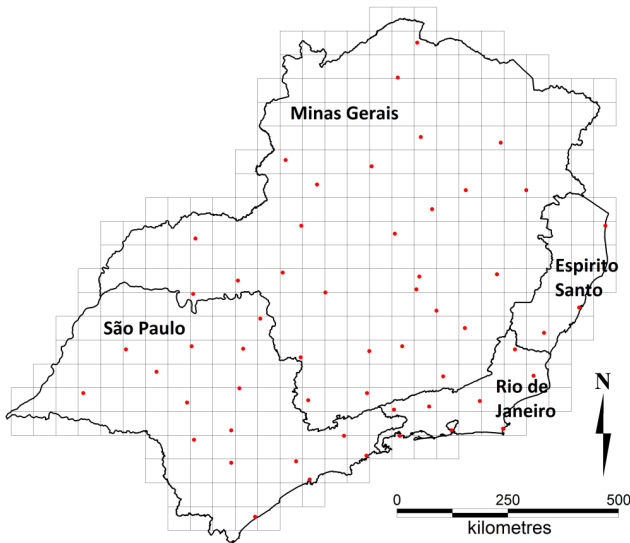 Minas Gerais
Espirito
Santo
São Paulo
Rio de
Janeiro
N
0 250 500
kilometres